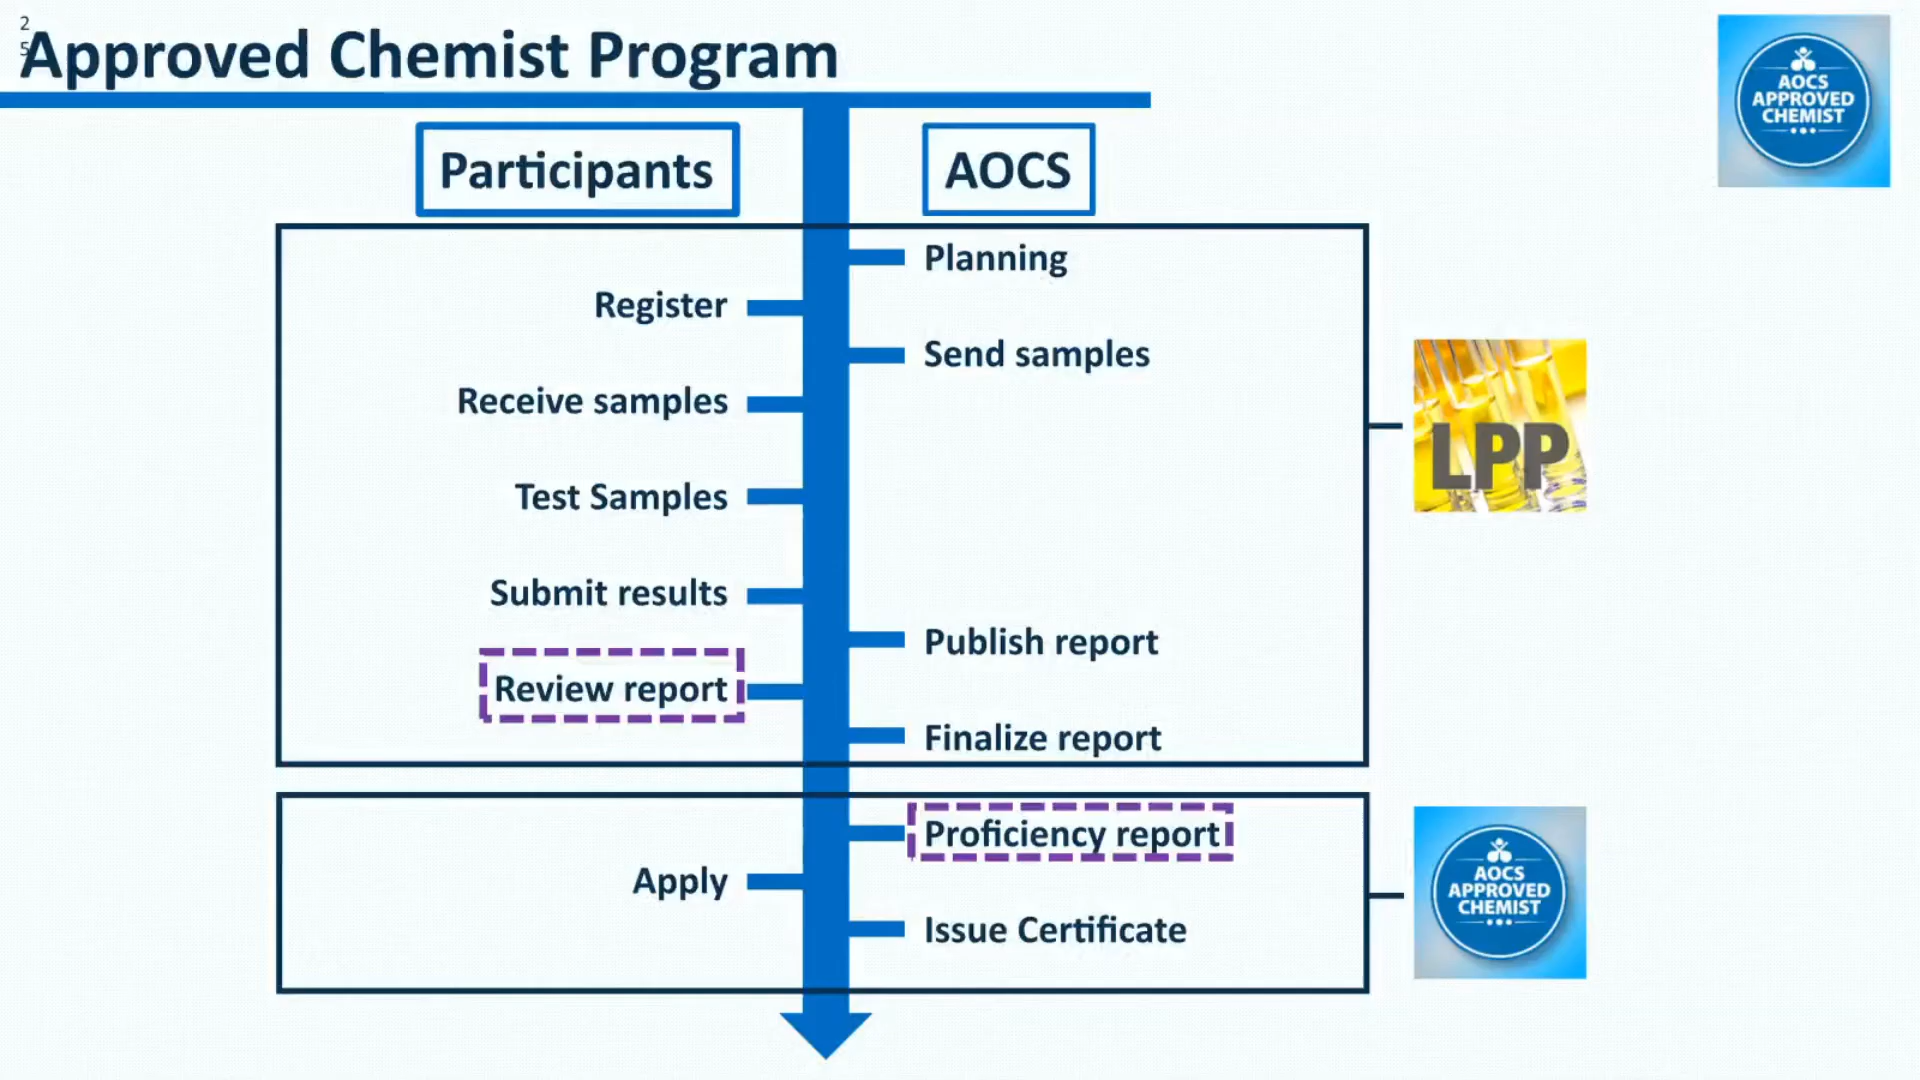 25
Approved Chemist Program
AOCS
APPROVED
CHEMIST
Participants
AOCS
Planning
Register
Send samples
Receive samples
LPP
Test Samples
Submit results
Publish report
Review report
Finalize report
Proficiency report
Apply
AOCS
APPROVED
CHEMIST
Issue Certificate